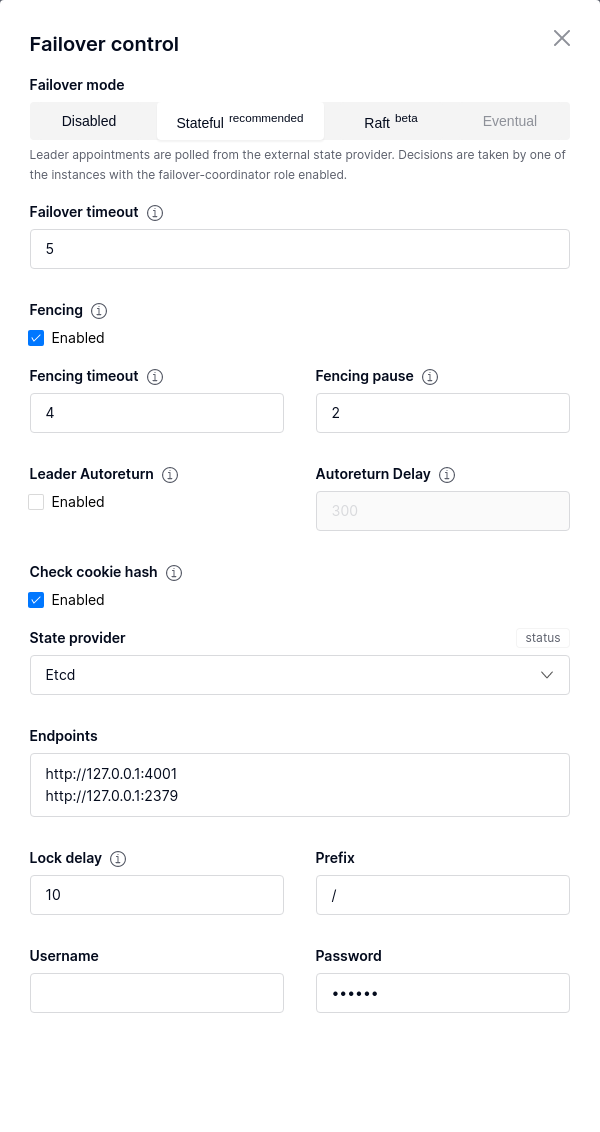 Failover control
Failover mode
Disabled Stateful recommended Raft beta Eventual
Leader appointments are polled from the external state provider. Decisions are taken by one of
the instances with the failover-coordinator role enabled.
Failover timeout
5
Fencing
Enabled
Fencing timeout Fencing pause
4 2
Leader Autoreturn Autoreturn Delay
Enabled 300
Check cookie hash
Enabled
State provider status
Etcd
Endpoints
http://127.0.0.1:4001
http://127.0.0.1:2379
Lock delay Prefix
10 /
Username Password
••••••